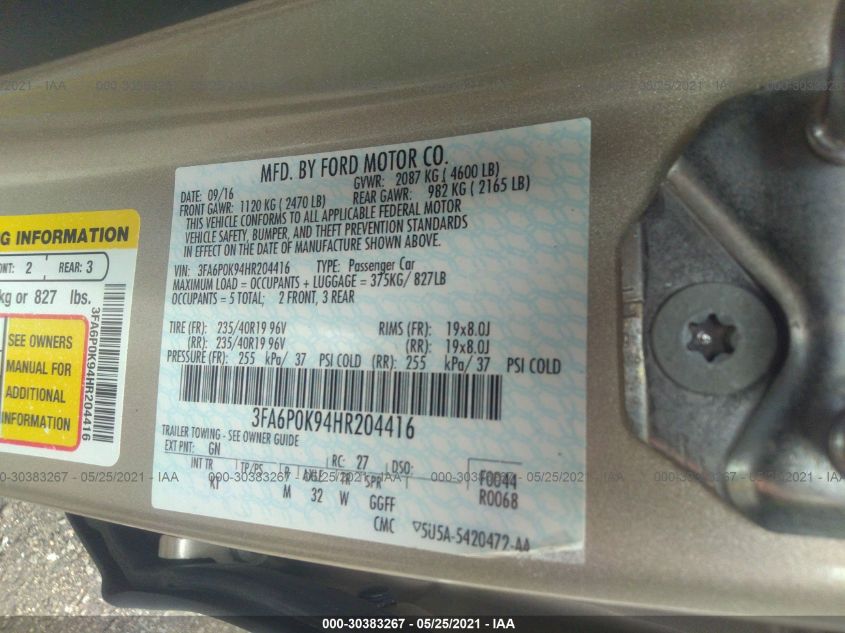 MFD. BY FORD MOTOR CO.
DATE: 09/16 GVWR: 2087 KG ( 4600 LB)
FRONT GAWR: 1120 KG ( 2470 LB) REAR GAWR: 982 KG ( 2165 LB)
THIS VEHICLE CONFORMS TO ALL APPLICABLE FEDERAL MOTOR
VEHICLE SAFETY, BUMPER, AND THEFT PREVENTION STANDARDS
IN EFFECT ON THE DATE OF MANUFACTURE SHOWN ABOVE.
VIN: 3FA6P0K94HR204416 TYPE: Passenger Car
MAXIMUM LOAD = OCCUPANTS + LUGGAGE = 375KG/ 827LB
OCCUPANTS = 5 TOTAL; 2 FRONT, 3 REAR
TIRE (FR): 235/40R19 96V RIMS (FR): 19x8.0J
(RR): 235/40R19 96V (RR): 19x8.0J
PRESSURE (FR): 255 kPa/ 37 PSI COLD (RR): 255 kPa/ 37 PSI COLD
3FA6P0K94HR204416
TRAILER TOWING - SEE OWNER GUIDE
EXT PNT: GN RC: 27 DSO:
INT TR TP/PS R AXLE TR SPR F0044
M 32 W GGFF R0068
CMC ▽5U5A-5420472-AA
NG INFORMATION
ONT: 2 REAR: 3
kg or 827 lbs.
SEE OWNERS
MANUAL FOR
ADDITIONAL
INFORMATION
3FA6P0K94HR204416
000-30383267 - 05/25/2021 - IAA